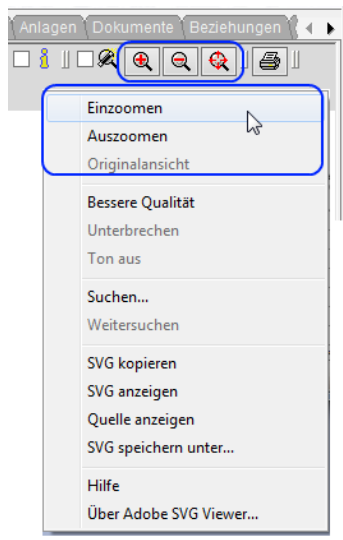 Anlagen Dokumente Beziehungen
Einzoomen
Auszoomen
Originalansicht
Bessere Qualität
Unterbrechen
Ton aus
Suchen...
Weitersuchen
SVG kopieren
SVG anzeigen
Quelle anzeigen
SVG speichern unter...
Hilfe
Über Adobe SVG Viewer...